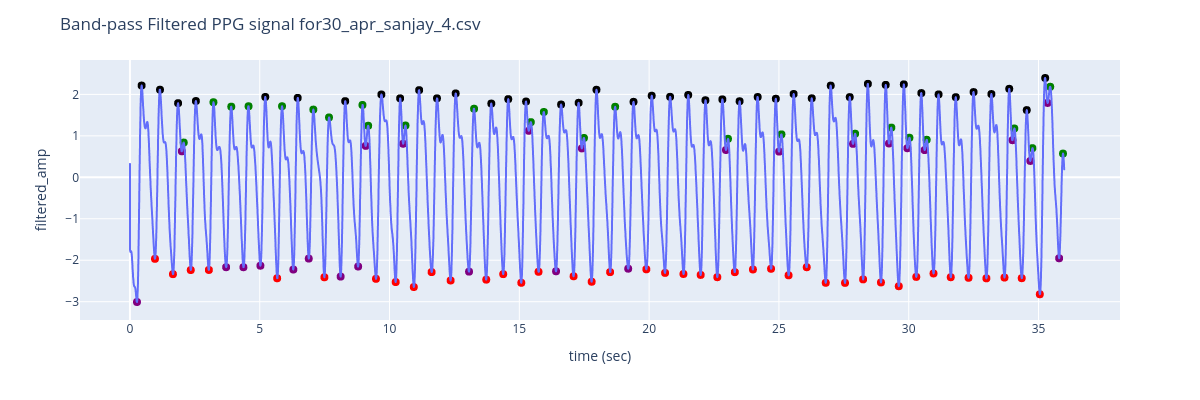 Band-pass Filtered PPG signal for30_apr_sanjay_4.csv
2
1
0
−1
−2
−3
filtered_amp
0 5 10 15 20 25 30 35
time (sec)